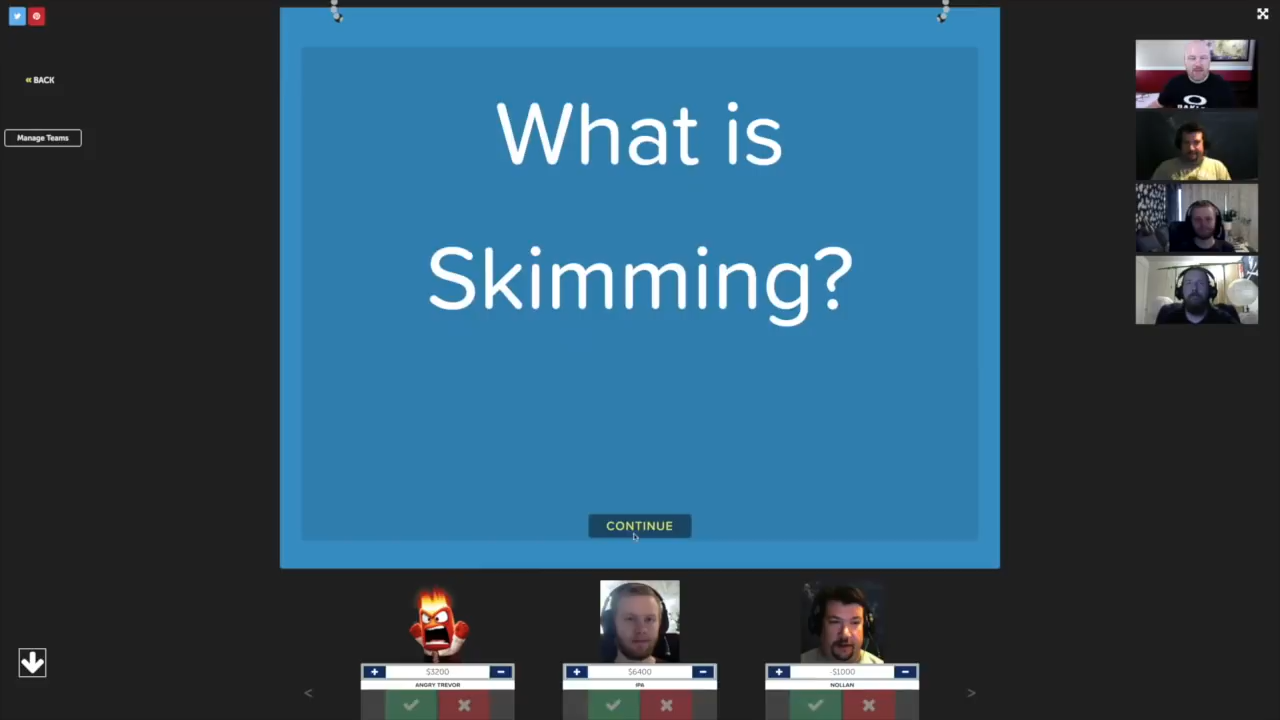 « BACK
Manage Teams
What is
Skimming?
CONTINUE
$3200
$6400
-$1000
ANGRY TREVOR
IPA
NOLLAN